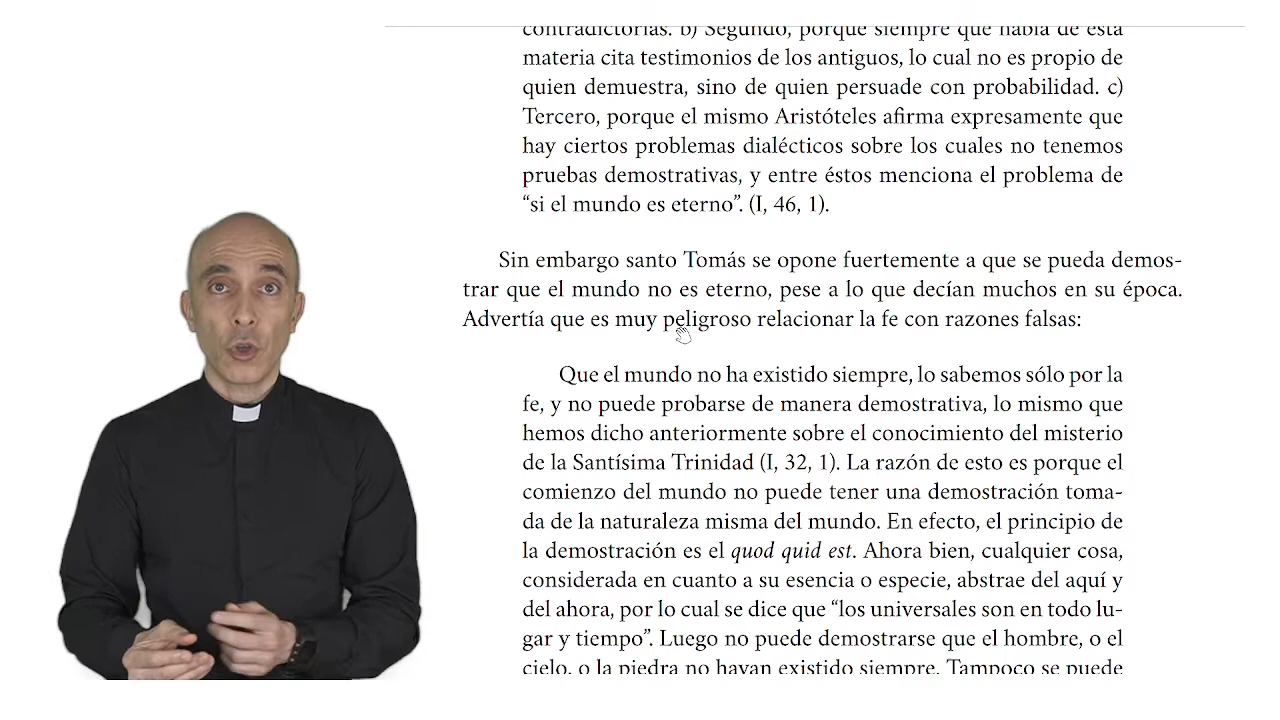 contradictorias. b) Segundo, porque siempre que habla de esta
materia cita testimonios de los antiguos, lo cual no es propio de
quien demuestra, sino de quien persuade con probabilidad. c)
Tercero, porque el mismo Aristóteles afirma expresamente que
hay ciertos problemas dialécticos sobre los cuales no tenemos
pruebas demostrativas, y entre éstos menciona el problema de
“si el mundo es eterno”. (I, 46, 1).
Sin embargo santo Tomás se opone fuertemente a que se pueda demos-
trar que el mundo no es eterno, pese a lo que decían muchos en su época.
Advertía que es muy peligroso relacionar la fe con razones falsas:
Que el mundo no ha existido siempre, lo sabemos sólo por la
fe, y no puede probarse de manera demostrativa, lo mismo que
hemos dicho anteriormente sobre el conocimiento del misterio
de la Santísima Trinidad (I, 32, 1). La razón de esto es porque el
comienzo del mundo no puede tener una demostración toma-
da de la naturaleza misma del mundo. En efecto, el principio de
la demostración es el quod quid est. Ahora bien, cualquier cosa,
considerada en cuanto a su esencia o especie, abstrae del aquí y
del ahora, por lo cual se dice que “los universales son en todo lu-
gar y tiempo”. Luego no puede demostrarse que el hombre, o el
cielo, o la piedra no hayan existido siempre. Tampoco se puede